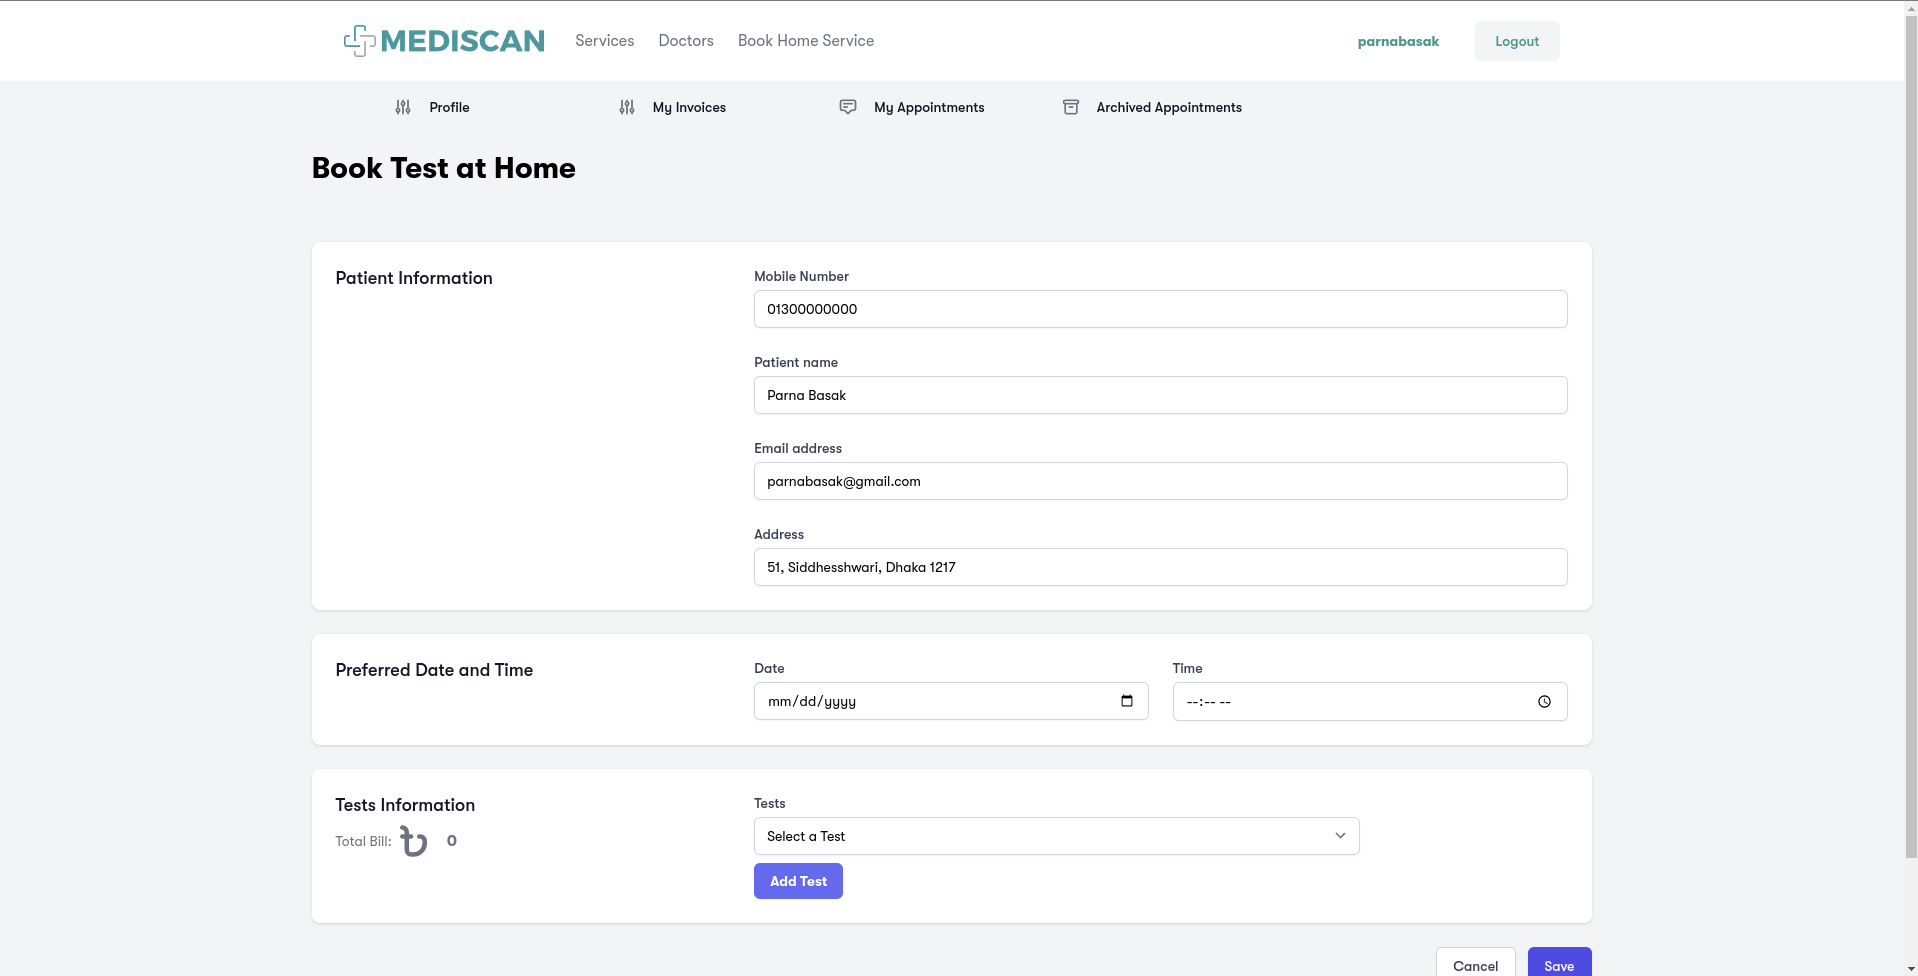 MEDISCAN Services Doctors Book Home Service parnabasak Logout
Profile My Invoices My Appointments Archived Appointments
Book Test at Home
Patient Information
Mobile Number
01300000000
Patient name
Parna Basak
Email address
parnabasak@gmail.com
Address
51, Siddhesshwari, Dhaka 1217
Preferred Date and Time
Date
mm/dd/yyyy
Time
--:-- --
Tests Information
Total Bill: ৳ 0
Tests
Select a Test
Add Test
Cancel Save